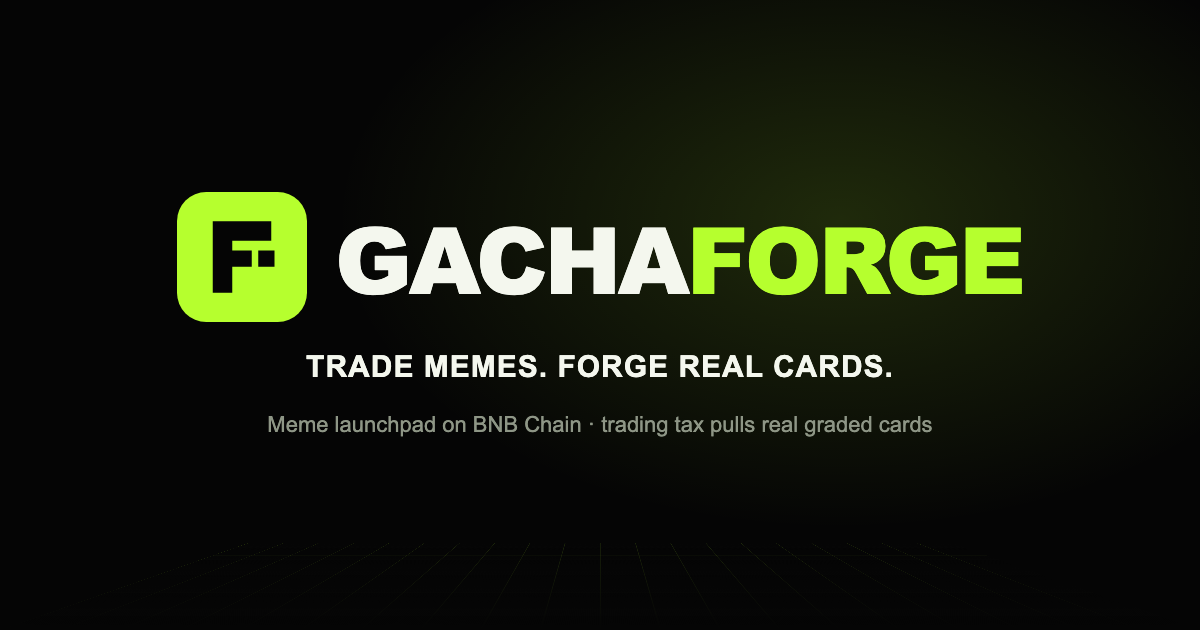 F
GACHAFORGE
TRADE MEMES. FORGE REAL CARDS.
Meme launchpad on BNB Chain · trading tax pulls real graded cards